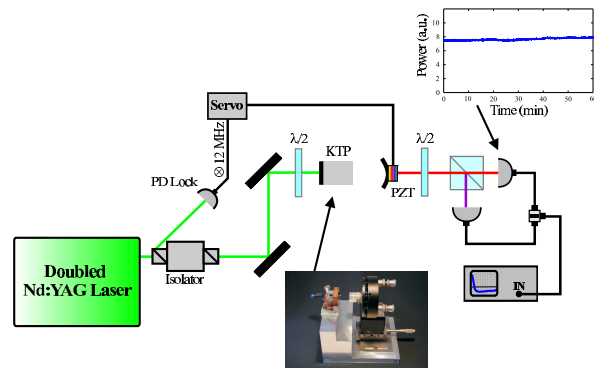 Power (a.u.)
12
10
8
6
4
2
0
0 10 20 30 40 50 60
Time (min)
Servo
⊗12 MHz
λ/2
KTP
PD Lock
PZT
λ/2
Isolator
Doubled
Nd:YAG Laser
IN